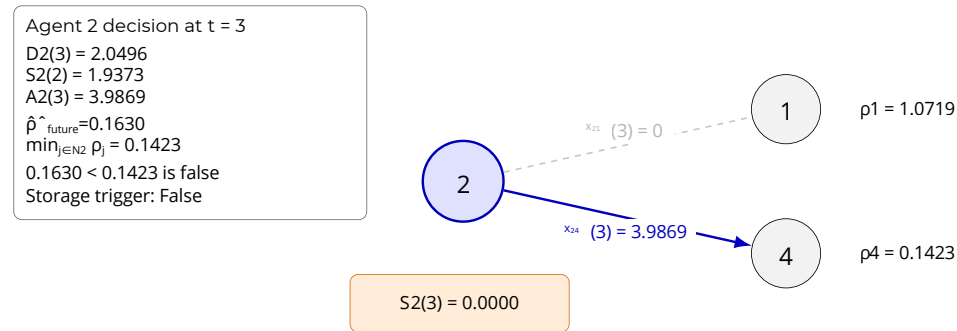 Agent 2 decision at t = 3
D2(3) = 2.0496
S2(2) = 1.9373
A2(3) = 3.9869
ρ̂ˆfuture=0.1630
minj∈N2 ρj = 0.1423
0.1630 < 0.1423 is false
Storage trigger: False
1
ρ1 = 1.0719
x21 (3) = 0
2
x24 (3) = 3.9869
4
ρ4 = 0.1423
S2(3) = 0.0000